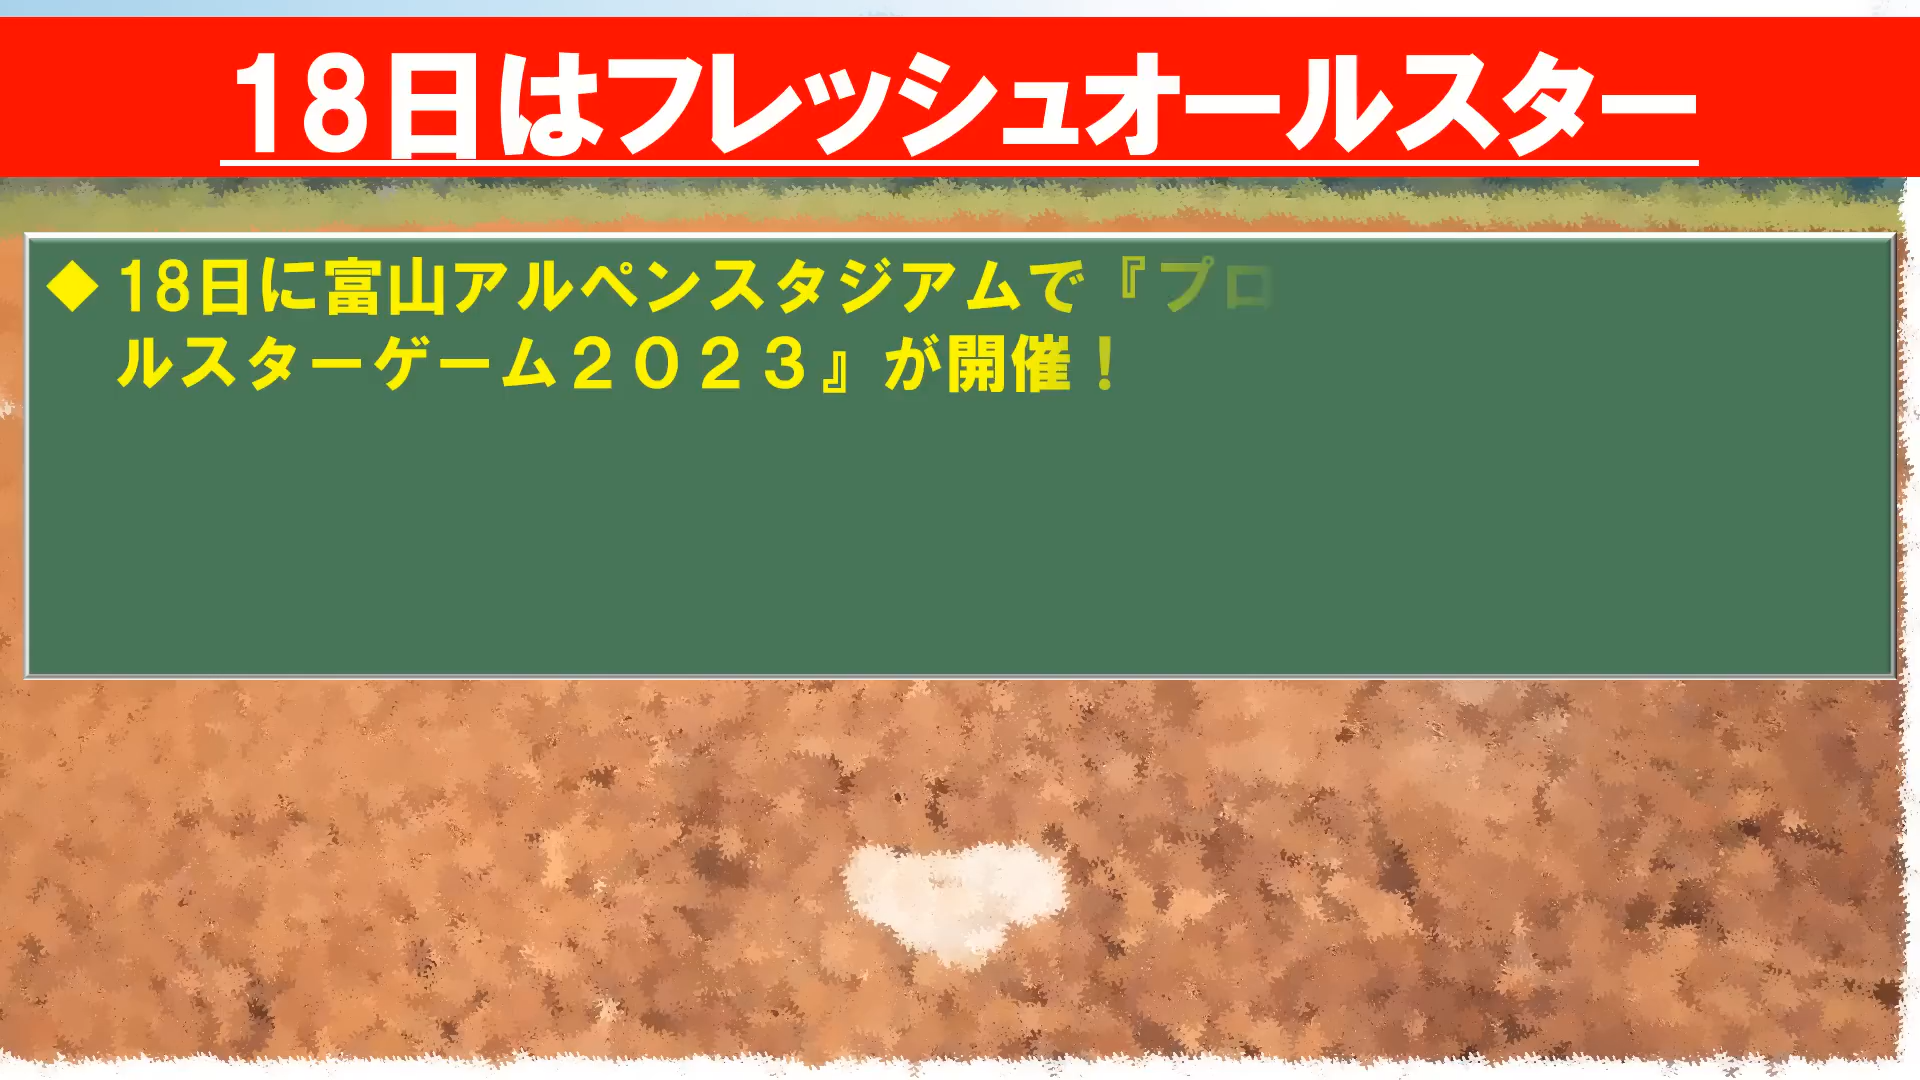 18日はフレッシュオールスター
◆ 18日に富山アルペンスタジアムで『プロ
ルスターゲーム２０２３』が開催！